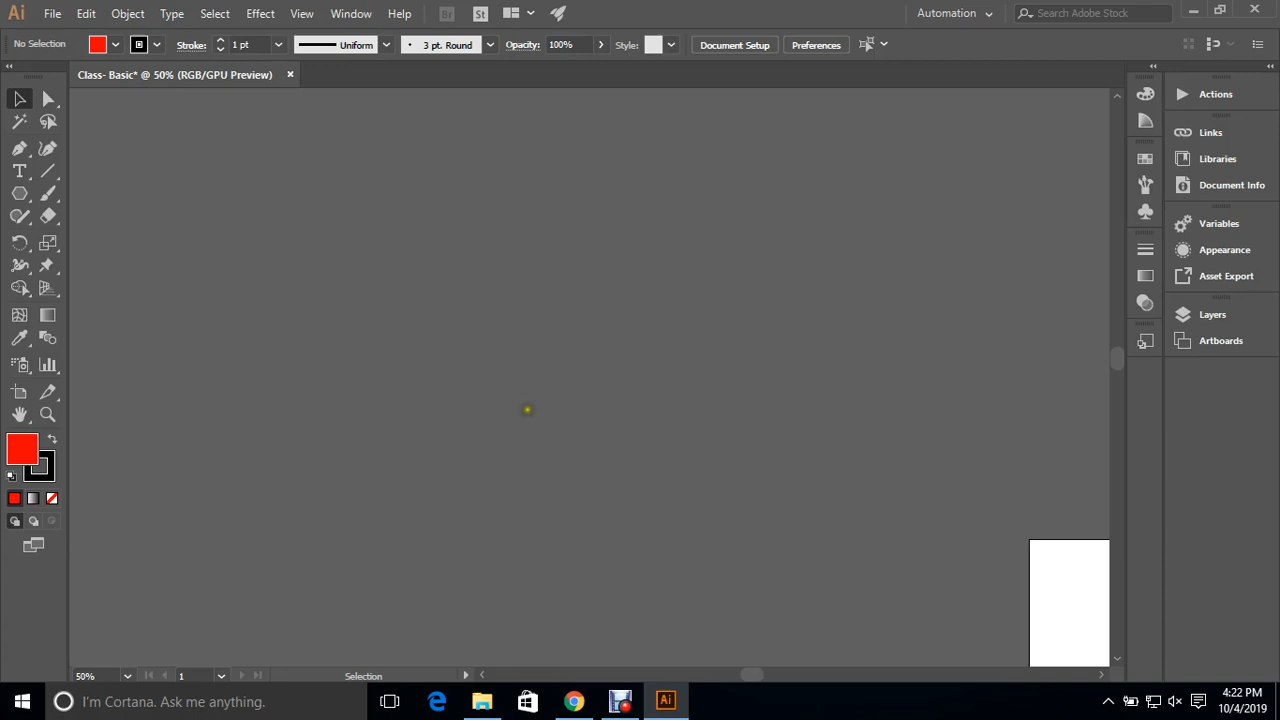 Ai File Edit Object Type Select Effect View Window Help Br St Automation Search Adobe Stock
No Selection Stroke: 1 pt Uniform 3 pt. Round Opacity: 100% Style: Document Setup Preferences
Class- Basic* @ 50% (RGB/GPU Preview)
Actions
Links
Libraries
Document Info
Variables
Appearance
Asset Export
Layers
Artboards
50% 1 Selection
I'm Cortana. Ask me anything.
Ai
4:22 PM
10/4/2019